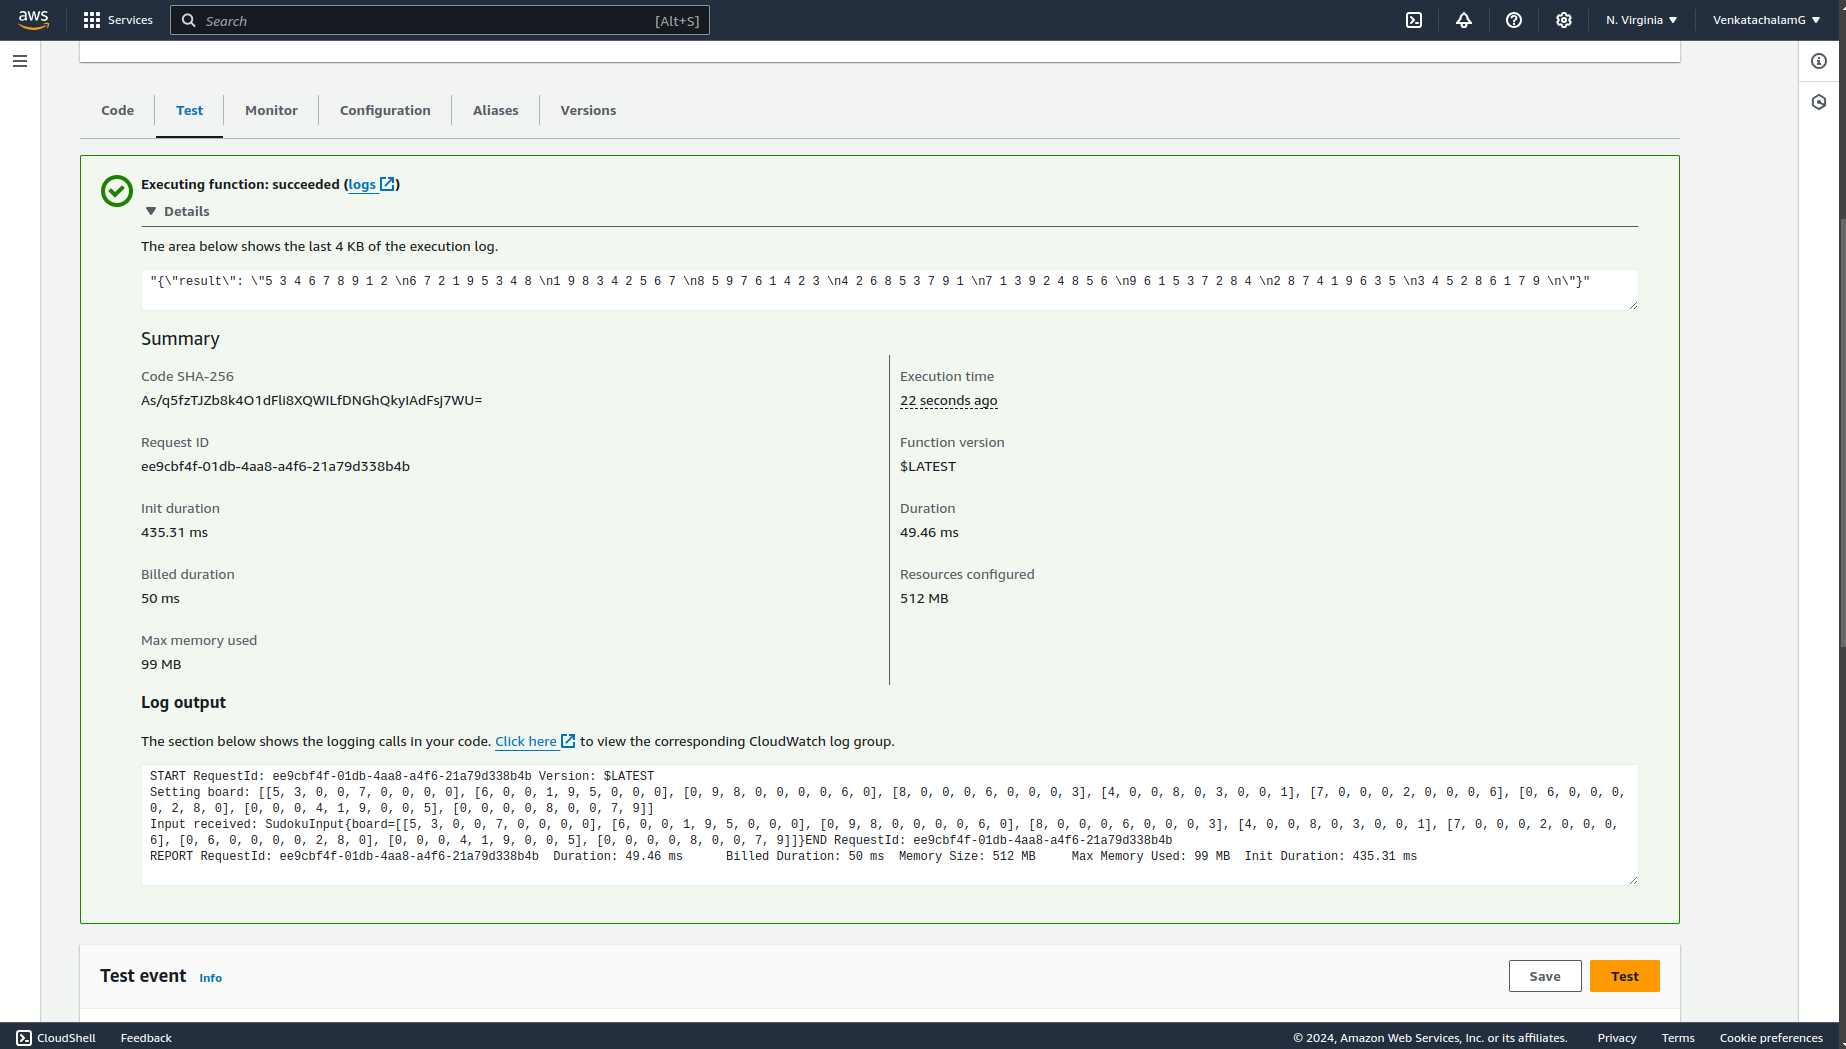 aws
Services
Search
[Alt+S]
N. Virginia
VenkatachalamG
Code
Test
Monitor
Configuration
Aliases
Versions
Executing function: succeeded (logs)
Details
The area below shows the last 4 KB of the execution log.
"{\"result\": \"5 3 4 6 7 8 9 1 2 \n6 7 2 1 9 5 3 4 8 \n1 9 8 3 4 2 5 6 7 \n8 5 9 7 6 1 4 2 3 \n4 2 6 8 5 3 7 9 1 \n7 1 3 9 2 4 8 5 6 \n9 6 1 5 3 7 2 8 4 \n2 8 7 4 1 9 6 3 5 \n3 4 5 2 8 6 1 7 9 \n\"}"
Summary
Code SHA-256
As/q5fzTJZb8k4O1dFli8XQWILfDNGhQkyIAdFsj7WU=
Execution time
22 seconds ago
Request ID
ee9cbf4f-01db-4aa8-a4f6-21a79d338b4b
Function version
$LATEST
Init duration
435.31 ms
Duration
49.46 ms
Billed duration
50 ms
Resources configured
512 MB
Max memory used
99 MB
Log output
The section below shows the logging calls in your code. Click here to view the corresponding CloudWatch log group.
START RequestId: ee9cbf4f-01db-4aa8-a4f6-21a79d338b4b Version: $LATEST
Setting board: [[5, 3, 0, 0, 7, 0, 0, 0, 0], [6, 0, 0, 1, 9, 5, 0, 0, 0], [0, 9, 8, 0, 0, 0, 0, 6, 0], [8, 0, 0, 0, 6, 0, 0, 0, 3], [4, 0, 0, 8, 0, 3, 0, 0, 1], [7, 0, 0, 0, 2, 0, 0, 0, 6], [0, 6, 0, 0, 0,
0, 2, 8, 0], [0, 0, 0, 4, 1, 9, 0, 0, 5], [0, 0, 0, 0, 8, 0, 0, 7, 9]]
Input received: SudokuInput{board=[[5, 3, 0, 0, 7, 0, 0, 0, 0], [6, 0, 0, 1, 9, 5, 0, 0, 0], [0, 9, 8, 0, 0, 0, 0, 6, 0], [8, 0, 0, 0, 6, 0, 0, 0, 3], [4, 0, 0, 8, 0, 3, 0, 0, 1], [7, 0, 0, 0, 2, 0, 0, 0,
6], [0, 6, 0, 0, 0, 0, 2, 8, 0], [0, 0, 0, 4, 1, 9, 0, 0, 5], [0, 0, 0, 0, 8, 0, 0, 7, 9]]}END RequestId: ee9cbf4f-01db-4aa8-a4f6-21a79d338b4b
REPORT RequestId: ee9cbf4f-01db-4aa8-a4f6-21a79d338b4b Duration: 49.46 ms Billed Duration: 50 ms Memory Size: 512 MB Max Memory Used: 99 MB Init Duration: 435.31 ms
Test event
Info
Save
Test
CloudShell
Feedback
© 2024, Amazon Web Services, Inc. or its affiliates.
Privacy
Terms
Cookie preferences